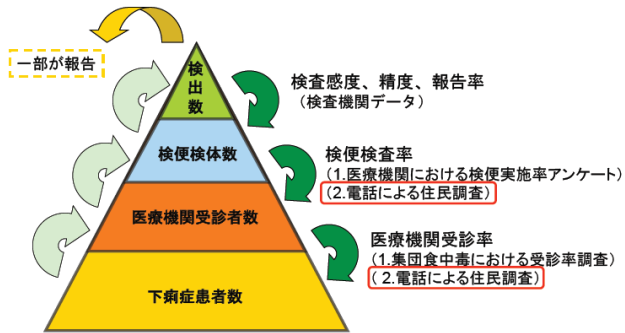 一部が報告
検出数
検査感度、精度、報告率
（検査機関データ）
検便検体数
検便検査率
（1.医療機関における検便実施率アンケート）
（2.電話による住民調査）
医療機関受診者数
医療機関受診率
（1.集団食中毒における受診率調査）
（ 2.電話による住民調査）
下痢症患者数